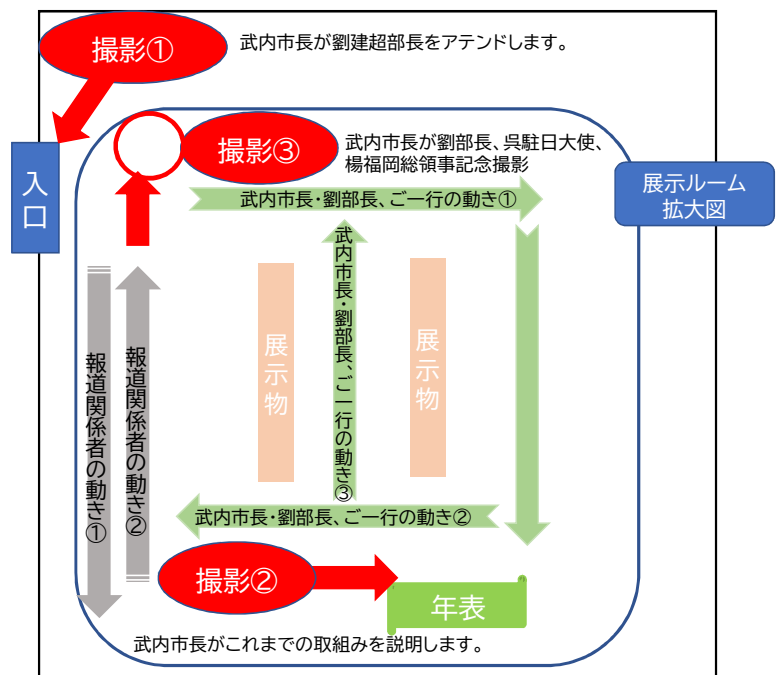 撮影①
武内市長が劉建超部長をアテンドします。
入口
撮影③
武内市長が劉部長、呉駐日大使、
楊福岡総領事記念撮影
展示ルーム
拡大図
武内市長・劉部長、ご一行の動き①
武内市長・劉部長、ご一行の動き③
展示物
展示物
報道関係者の動き①
報道関係者の動き②
武内市長・劉部長、ご一行の動き②
撮影②
年表
武内市長がこれまでの取組みを説明します。